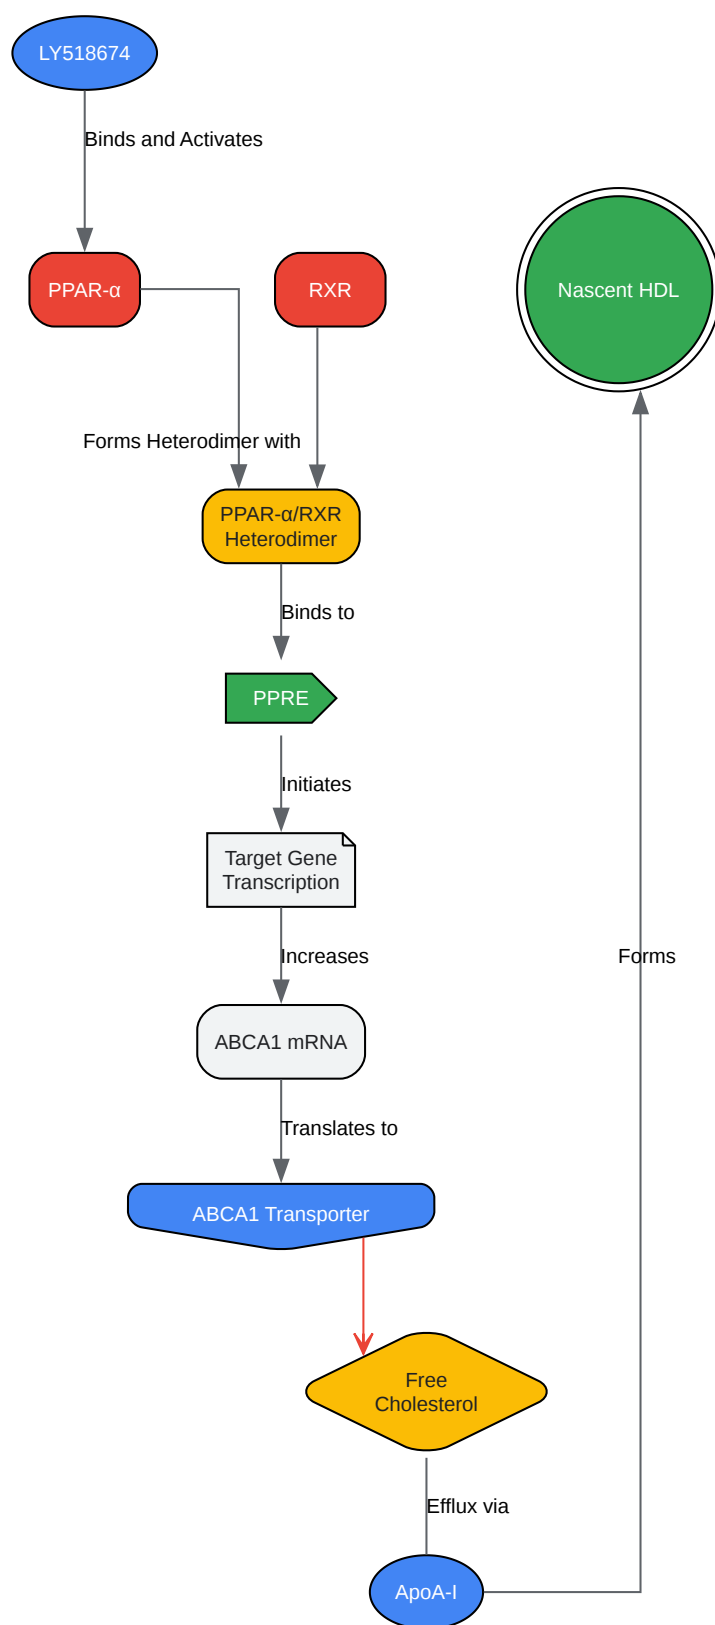 LY518674
Binds and Activates
PPAR-α
RXR
Nascent HDL
Forms Heterodimer with
PPAR-α/RXR
Heterodimer
Binds to
PPRE
Initiates
Target Gene
Transcription
Increases
Forms
ABCA1 mRNA
Translates to
ABCA1 Transporter
Free
Cholesterol
Efflux via
ApoA-I